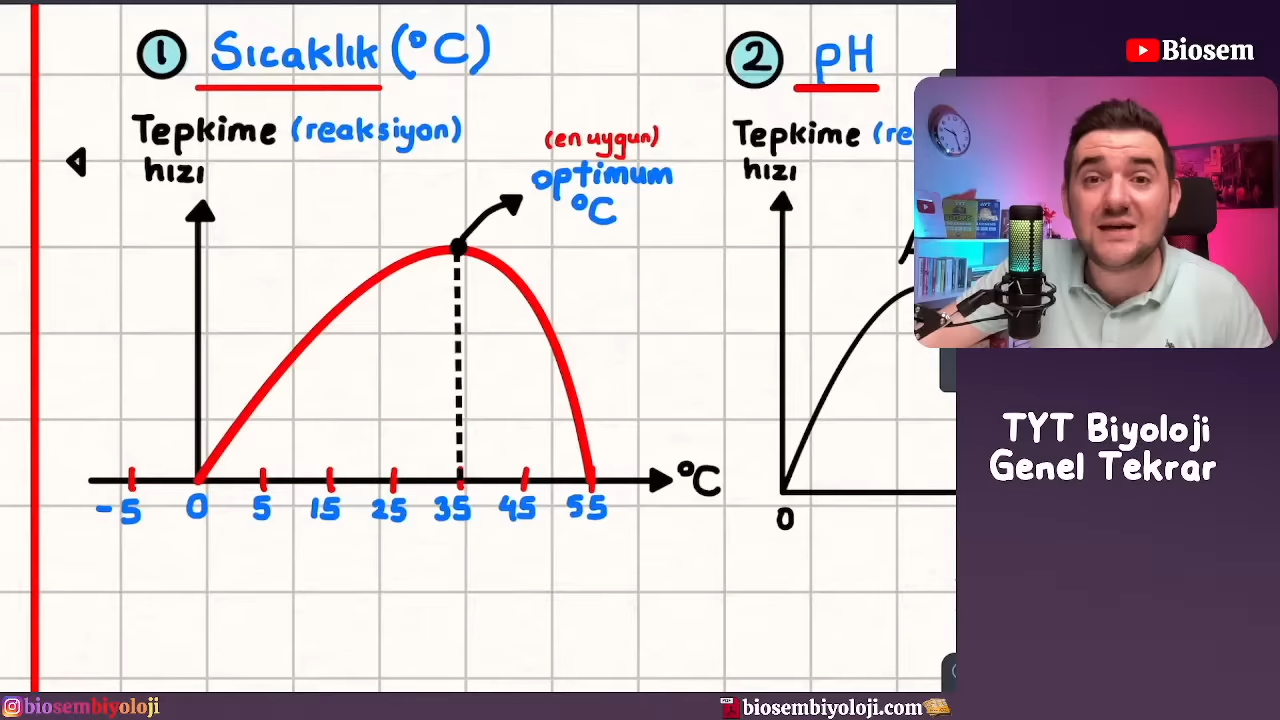 1 Sıcaklık (°C)
Tepkime (reaksiyon)
hızı
(en uygun)
optimum
°C
°C
-5 0 5 15 25 35 45 55
2 pH
Tepkime (re
hızı
0
Biosem
TYT Biyoloji
Genel Tekrar
biosembiyoloji
biosembiyoloji.com